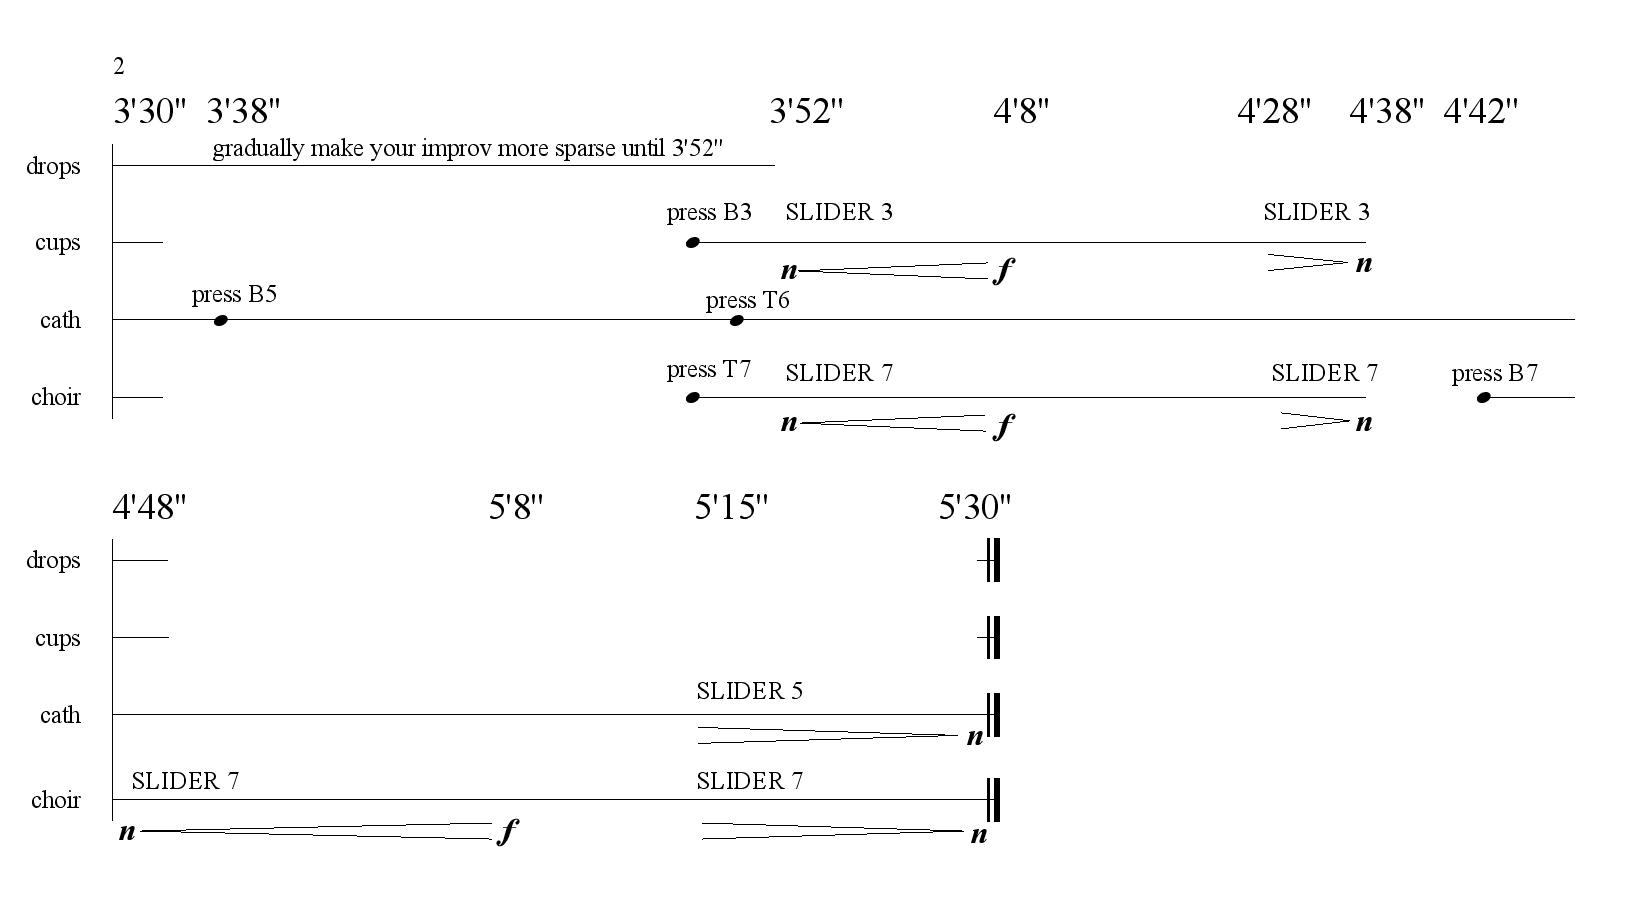 2
3'30" 3'38" 3'52" 4'8" 4'28" 4'38" 4'42"
gradually make your improv more sparse until 3'52"
drops
press B3 SLIDER 3 SLIDER 3
cups
n f n
press B5 press T6
cath
press T7 SLIDER 7 SLIDER 7 press B7
choir
n f n
4'48" 5'8" 5'15" 5'30"
drops
cups
SLIDER 5
cath
n
SLIDER 7 SLIDER 7
choir
n f n